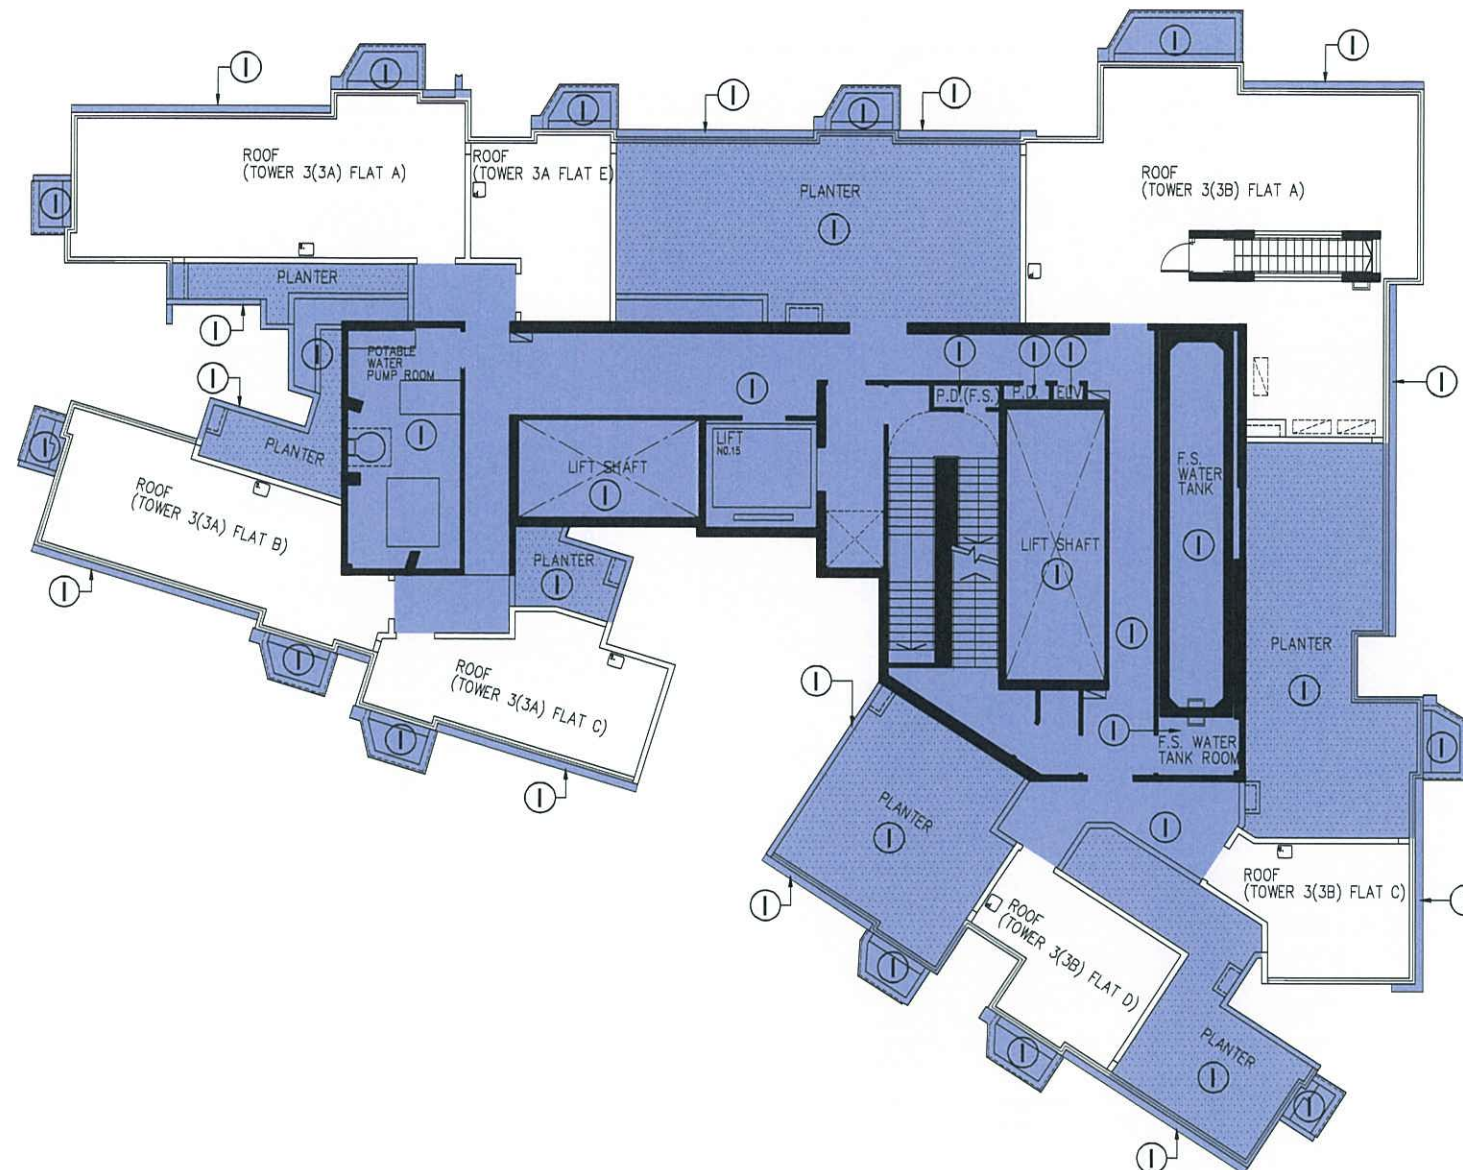 I
I
I
I
I
I
I
I
I
I
ROOF
(TOWER 3(3A) FLAT A)
ROOF
(TOWER 3A FLAT E)
PLANTER
I
ROOF
(TOWER 3(3B) FLAT A)
I
PLANTER
I
I
I
POTABLE
WATER
PUMP ROOM
I
I
I
I
I
I
P.D.(F.S.)
P.D.
ELV
I
PLANTER
I
LIFT
NO.15
LIFT SHAFT
I
F.S.
WATER
TANK
I
ROOF
(TOWER 3(3A) FLAT B)
I
PLANTER
I
LIFT SHAFT
I
I
PLANTER
I
I
ROOF
(TOWER 3(3A) FLAT C)
I
I
I
I
F.S. WATER
TANK ROOM
I
PLANTER
I
I
I
ROOF
(TOWER 3(3B) FLAT C)
I
I
ROOF
(TOWER 3(3B) FLAT D)
I
PLANTER
I
I
I